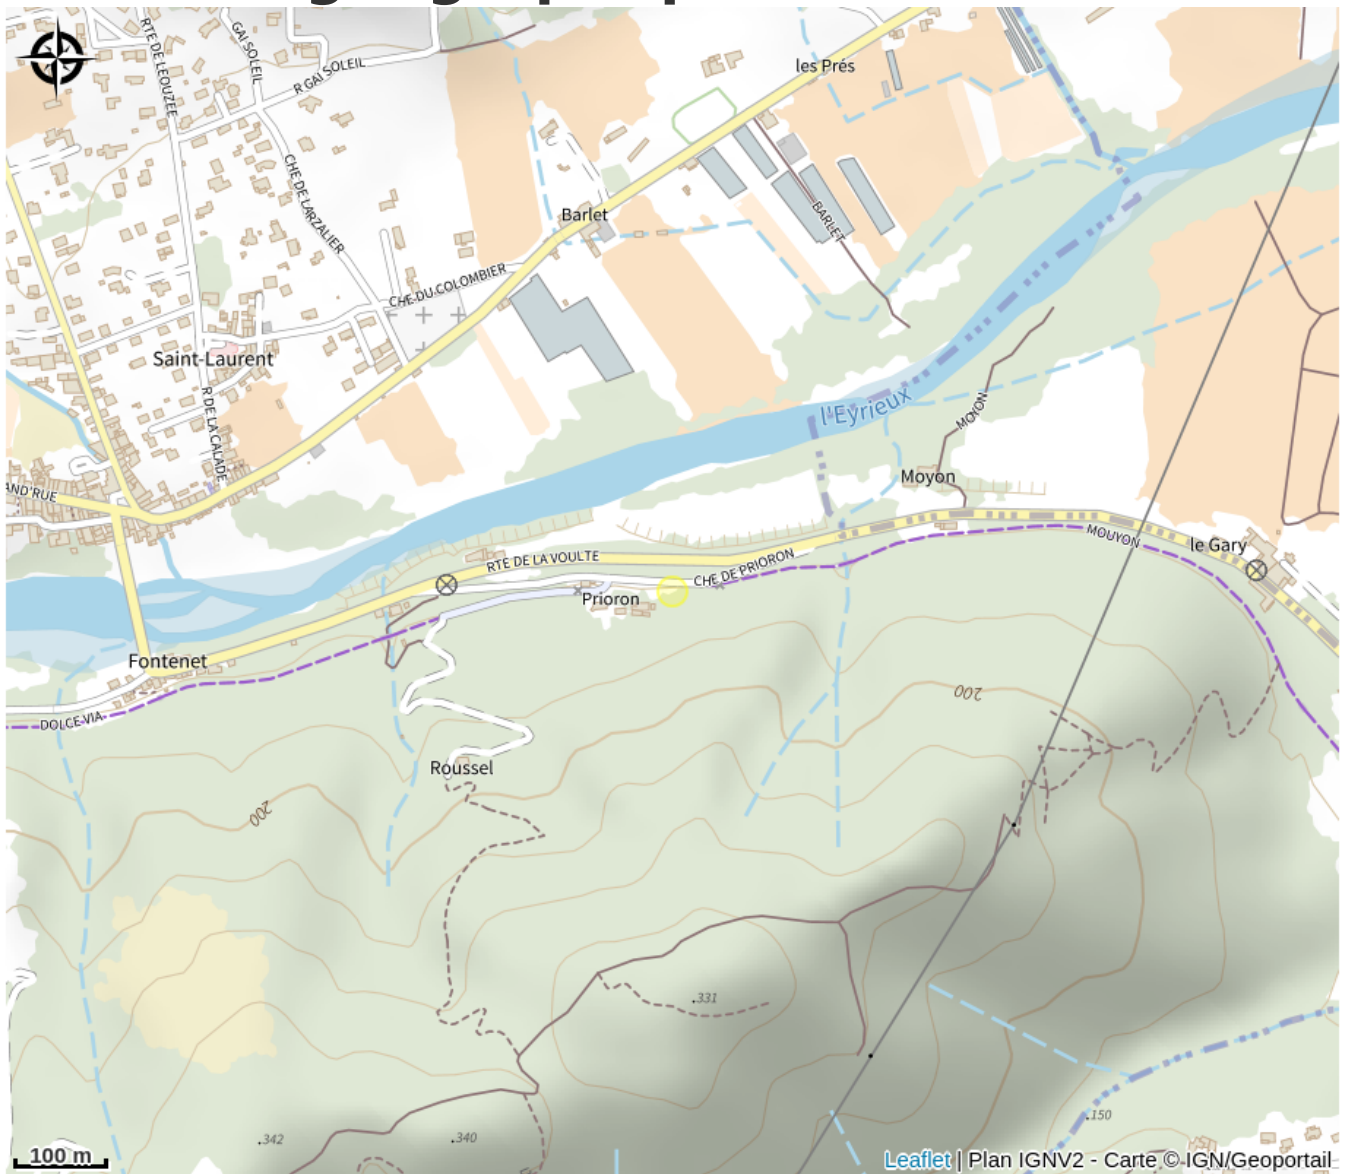 les Prés
RTE DE LEOUZEE
GAI SOLEIL
R GAI SOLEIL
CHE DE LARZALIER
Barlet
BARLET
CHE DU COLOMBIER
Saint-Laurent
R DE LA CALADE
l'Eyrieux
MOYON
Moyon
AND'RUE
MOUYON
le Gary
RTE DE LA VOULTE
CHE DE PRIORON
Prioron
Fontenet
DOLCE VIA
200
Roussel
200
.331
.342
.340
.150
100 m
Leaflet | Plan IGNV2 - Carte © IGN/Geoportail